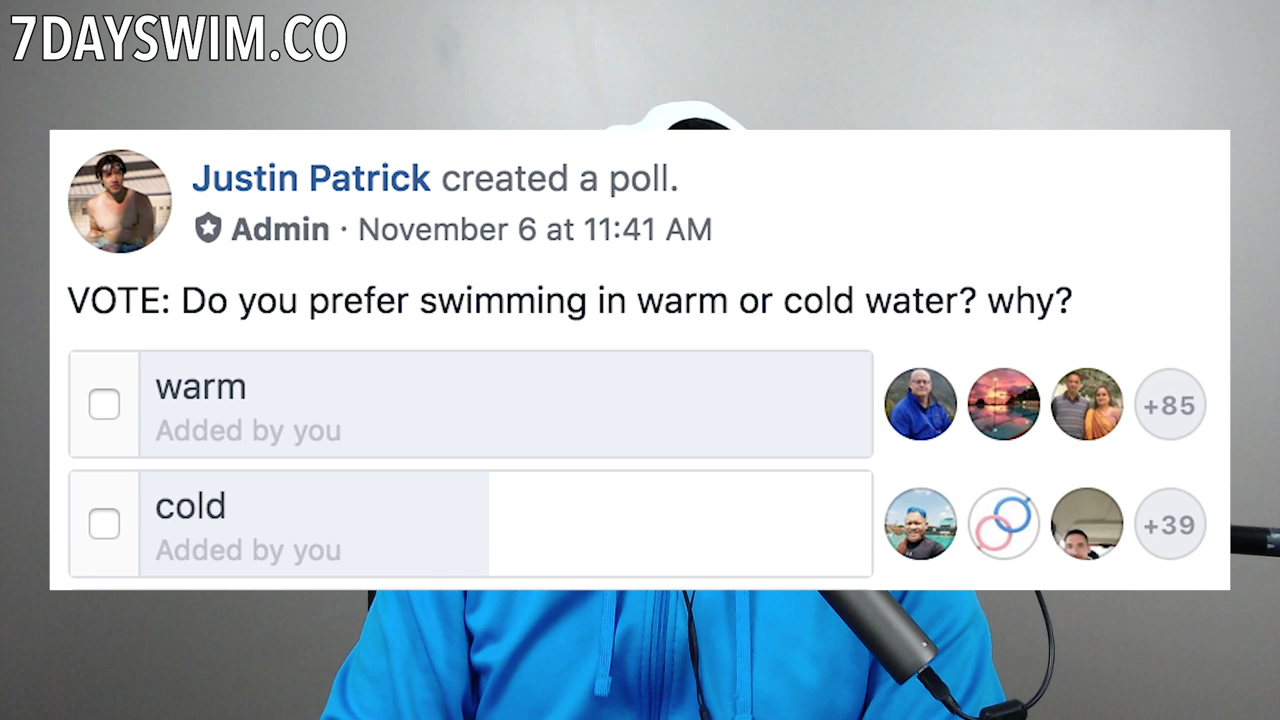 7DAYSWIM.CO
Justin Patrick created a poll.
Admin · November 6 at 11:41 AM
VOTE: Do you prefer swimming in warm or cold water? why?
warm
Added by you
+85
cold
Added by you
+39